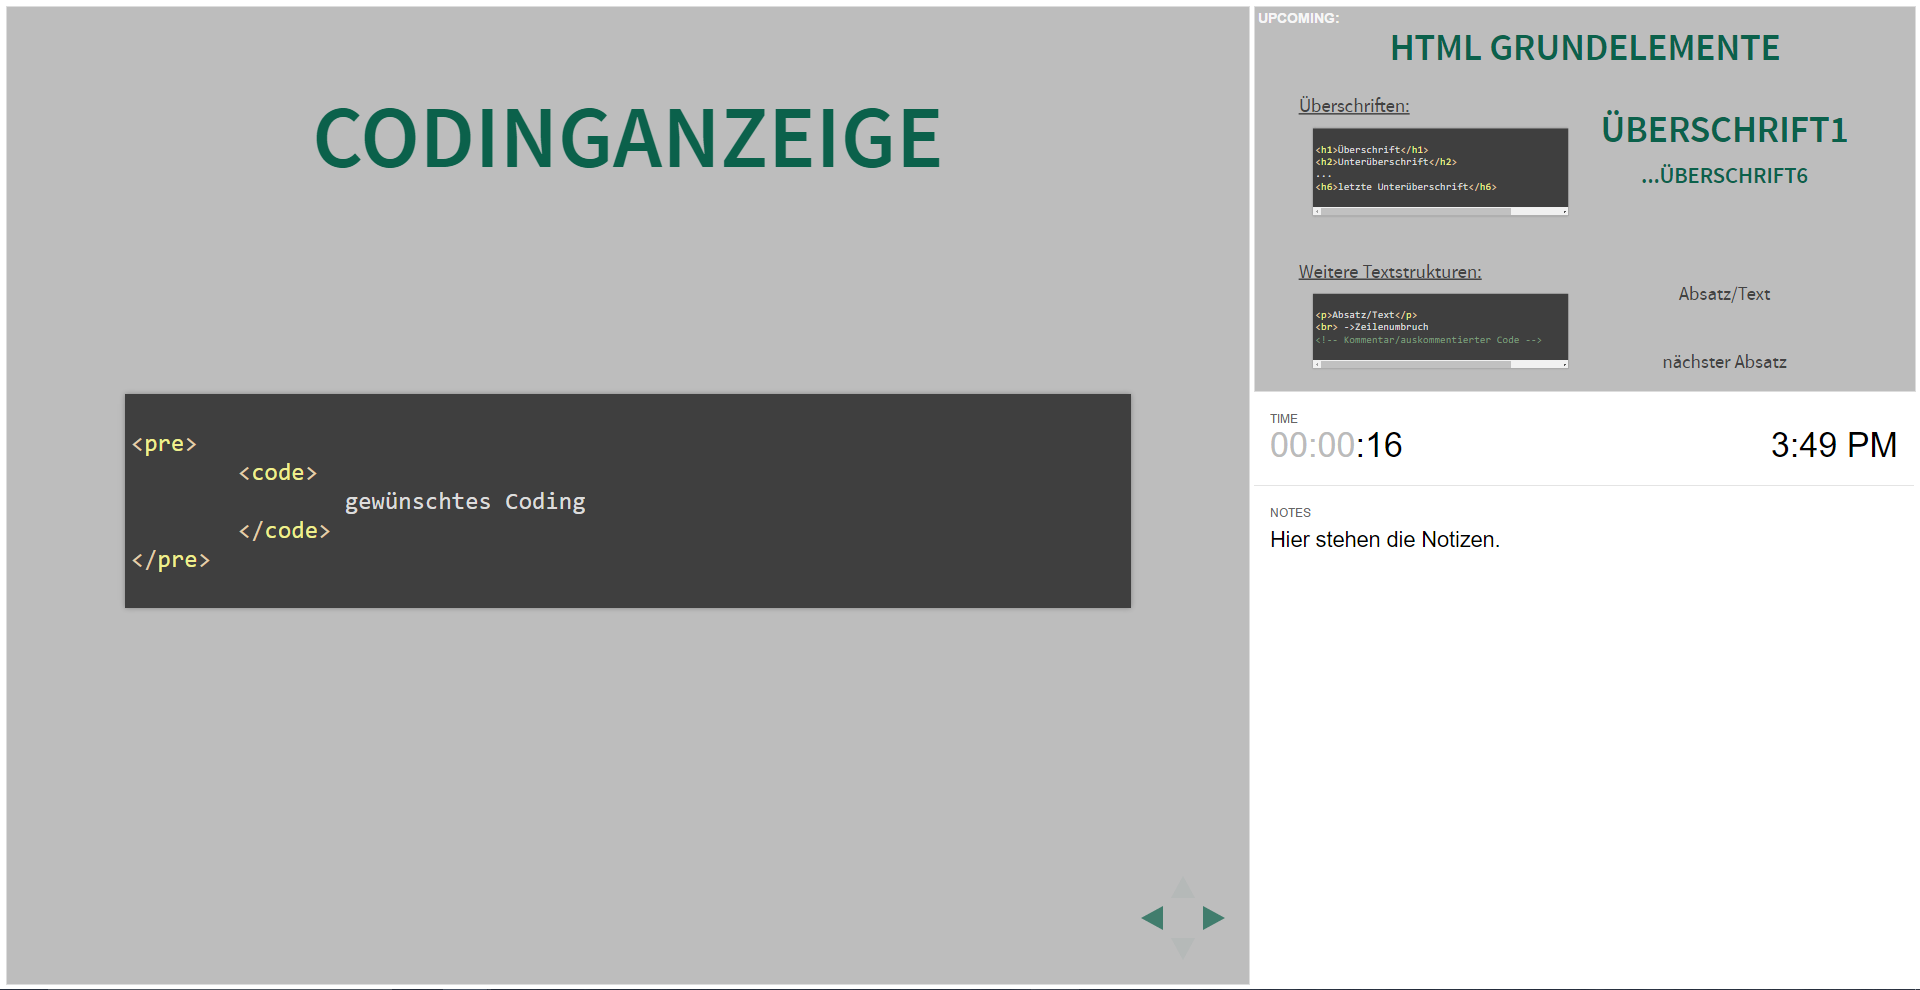 CODINGANZEIGE
<pre>
<code>
gewünschtes Coding
</code>
</pre>
UPCOMING:
HTML GRUNDELEMENTE
Überschriften:
<h1>Überschrift</h1>
<h2>Unterüberschrift</h2>
...
<h6>letzte Unterüberschrift</h6>
ÜBERSCHRIFT1
...ÜBERSCHRIFT6
Weitere Textstrukturen:
<p>Absatz/Text</p>
<br> ->Zeilenumbruch
<!-- Kommentar/auskommentierter Code -->
Absatz/Text
nächster Absatz
TIME
00:00:16
3:49 PM
NOTES
Hier stehen die Notizen.